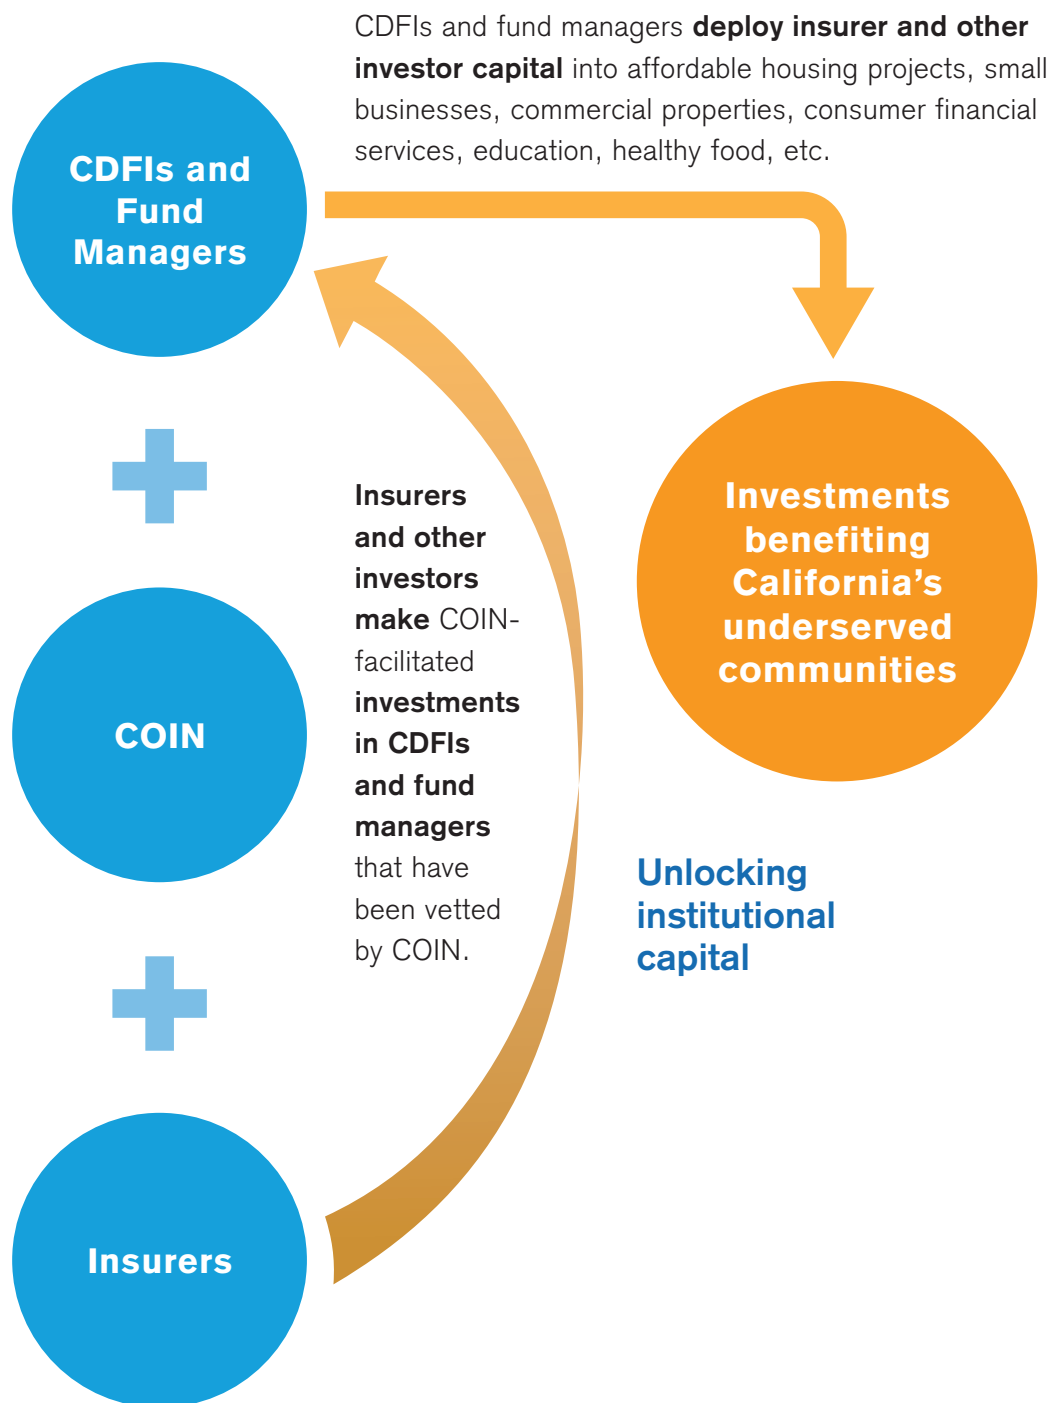 CDFIs and fund managers deploy insurer and other
investor capital into affordable housing projects, small
businesses, commercial properties, consumer financial
services, education, healthy food, etc.
CDFIs and
Fund
Managers
Insurers
and other
investors
make COIN-
facilitated
investments
in CDFIs
and fund
managers
that have
been vetted
by COIN.
Investments
benefiting
California’s
underserved
communities
COIN
Unlocking
institutional
capital
Insurers